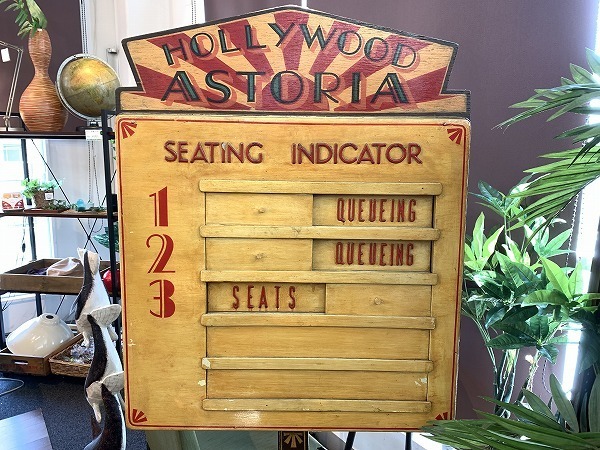 HOLLYWOOD
ASTORIA
SEATING INDICATOR
1 QUEUEING
2 QUEUEING
3 SEATS